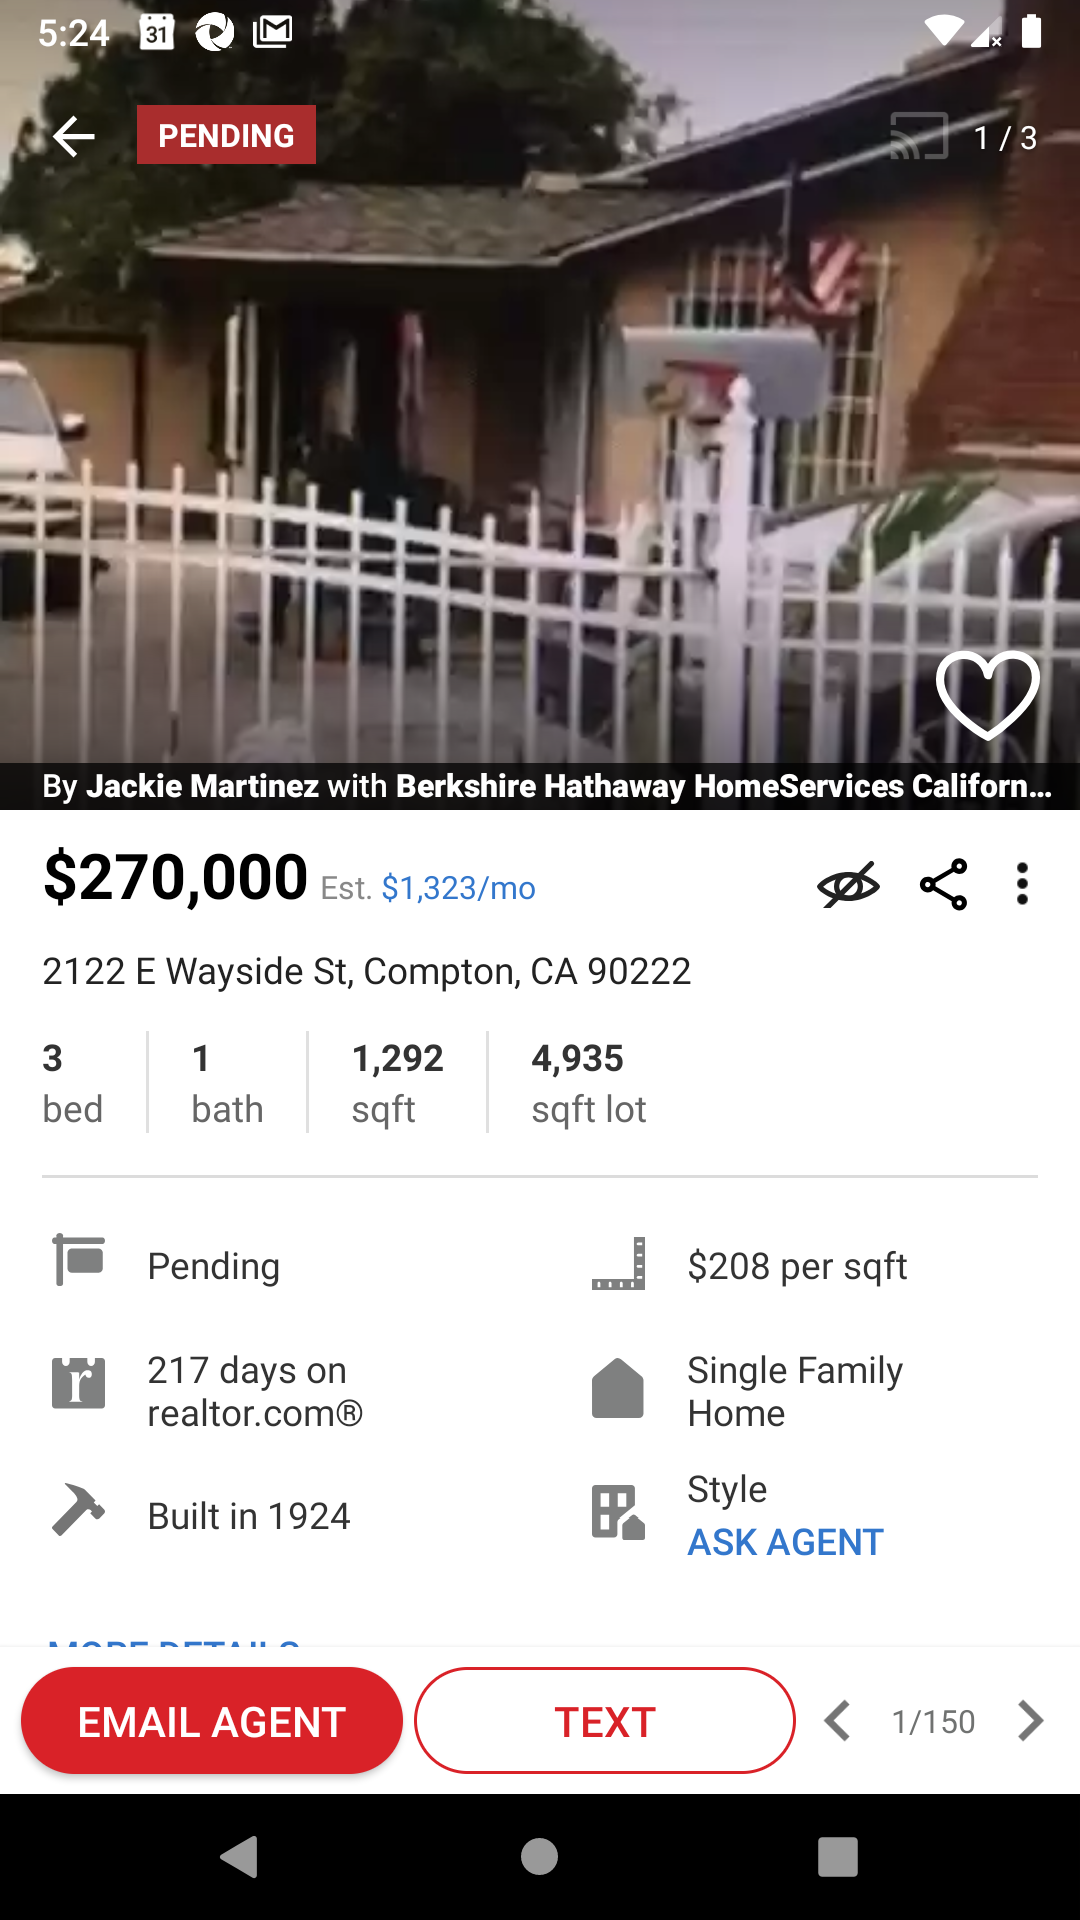 5:24 31
PENDING 1 / 3
By Jackie Martinez with Berkshire Hathaway HomeServices Californ...
$270,000 Est. $1,323/mo
2122 E Wayside St, Compton, CA 90222
3 1 1,292 4,935
bed bath sqft sqft lot
Pending $208 per sqft
217 days on
realtor.com®
Single Family
Home
Built in 1924
Style
ASK AGENT
MORE DETAILS
EMAIL AGENT TEXT 1/150